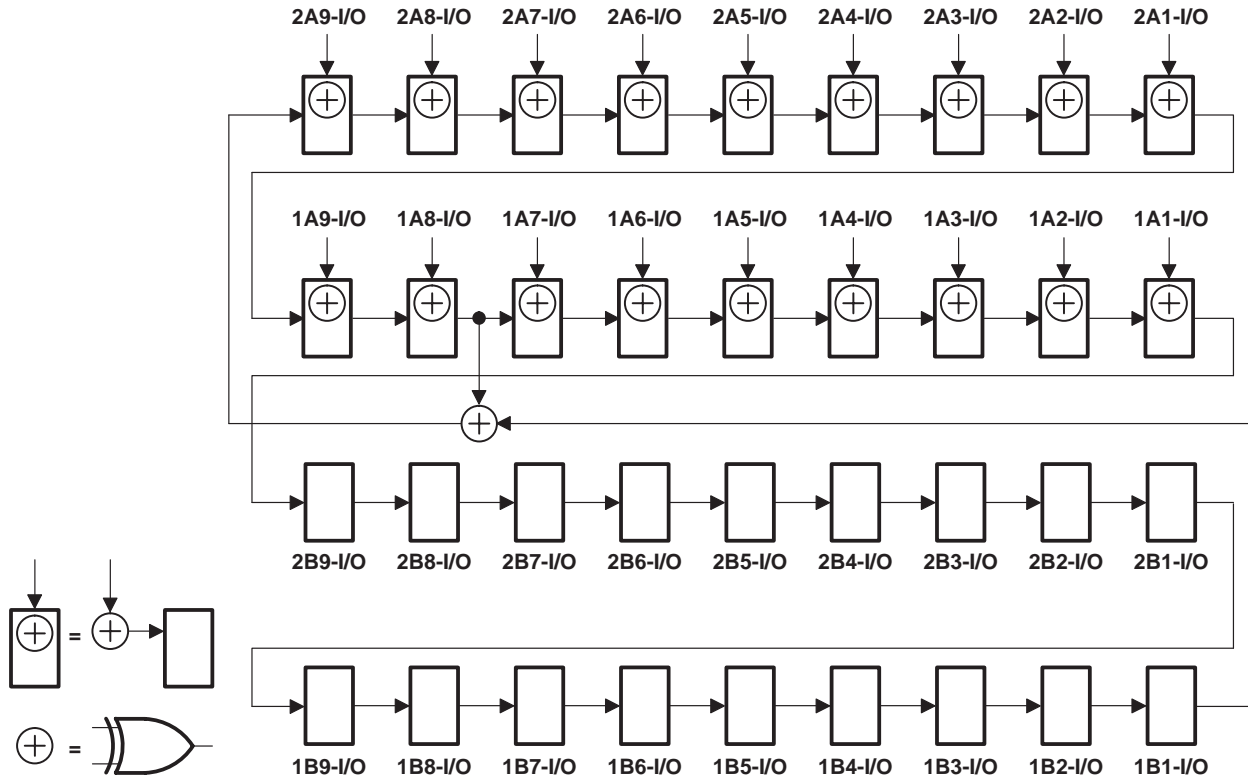 2A9-I/O 2A8-I/O 2A7-I/O 2A6-I/O 2A5-I/O 2A4-I/O 2A3-I/O 2A2-I/O 2A1-I/O
1A9-I/O 1A8-I/O 1A7-I/O 1A6-I/O 1A5-I/O 1A4-I/O 1A3-I/O 1A2-I/O 1A1-I/O
2B9-I/O 2B8-I/O 2B7-I/O 2B6-I/O 2B5-I/O 2B4-I/O 2B3-I/O 2B2-I/O 2B1-I/O
=
=
1B9-I/O 1B8-I/O 1B7-I/O 1B6-I/O 1B5-I/O 1B4-I/O 1B3-I/O 1B2-I/O 1B1-I/O